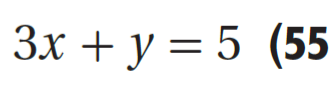 3x + y = 5 (55